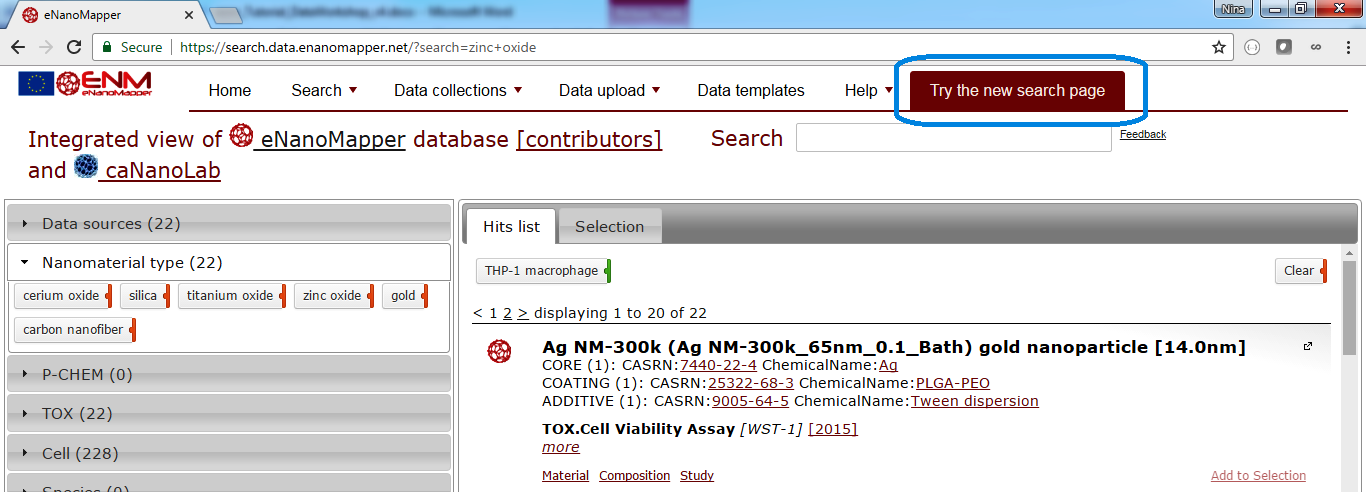 eNanoMapper
Tutorial_DataWorkshop_v4.docx - Microsoft Word
Nina
Secure https://search.data.enanomapper.net/?search=zinc+oxide
ENM
eNanoMapper
Home Search Data collections Data upload Data templates Help Try the new search page
Integrated view of eNanoMapper database [contributors]
and caNanoLab
Search
Feedback
Data sources (22)
Nanomaterial type (22)
cerium oxide silica titanium oxide zinc oxide gold
carbon nanofiber
P-CHEM (0)
TOX (22)
Cell (228)
Species (0)
Hits list Selection
THP-1 macrophage Clear
< 1 2 > displaying 1 to 20 of 22
Ag NM-300k (Ag NM-300k_65nm_0.1_Bath) gold nanoparticle [14.0nm]
CORE (1): CASRN:7440-22-4 ChemicalName:Ag
COATING (1): CASRN:25322-68-3 ChemicalName:PLGA-PEO
ADDITIVE (1): CASRN:9005-64-5 ChemicalName:Tween dispersion
TOX.Cell Viability Assay [WST-1] [2015]
more
Material Composition Study Add to Selection